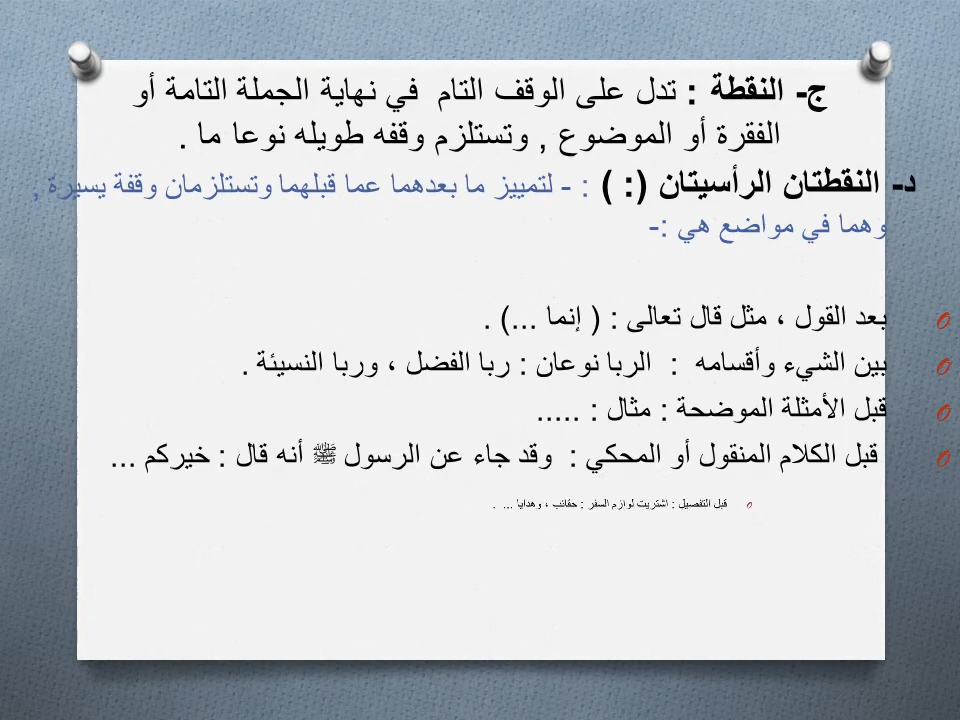 ج- النقطة : تدل على الوقف التام في نهاية الجملة التامة أو
الفقرة أو الموضوع , وتستلزم وقفه طويله نوعا ما .
د- النقطتان الرأسيتان (: ) : - لتمييز ما بعدهما عما قبلهما وتستلزمان وقفة يسيرة ,
وهما في مواضع هي :-
بعد القول ، مثل قال تعالى : ( إنما ...) .
بين الشيء وأقسامه : الربا نوعان : ربا الفضل ، وربا النسيئة .
قبل الأمثلة الموضحة : مثال : .....
قبل الكلام المنقول أو المحكي : وقد جاء عن الرسول ﷺ أنه قال : خيركم ...
قبل التفصيل : اشتريت لوازم السفر : حقائب ، وهدايا ... .